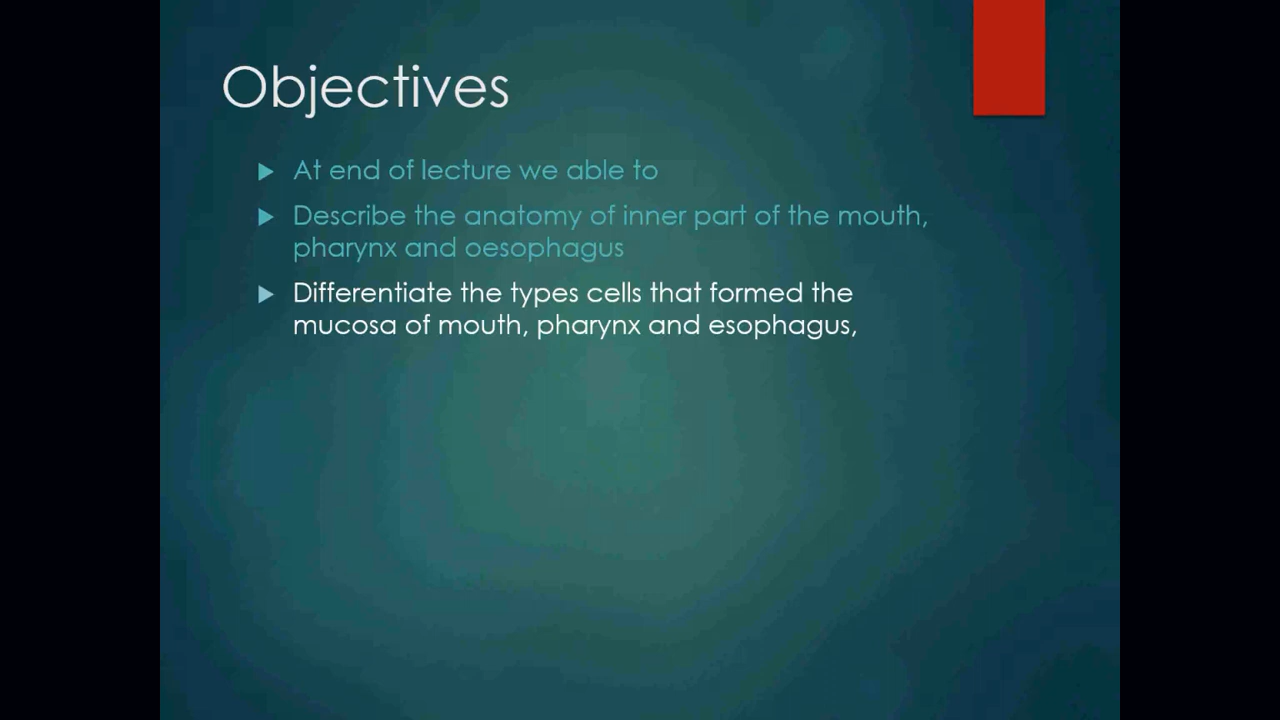 Objectives
At end of lecture we able to
Describe the anatomy of inner part of the mouth,
pharynx and oesophagus
Differentiate the types cells that formed the
mucosa of mouth, pharynx and esophagus,